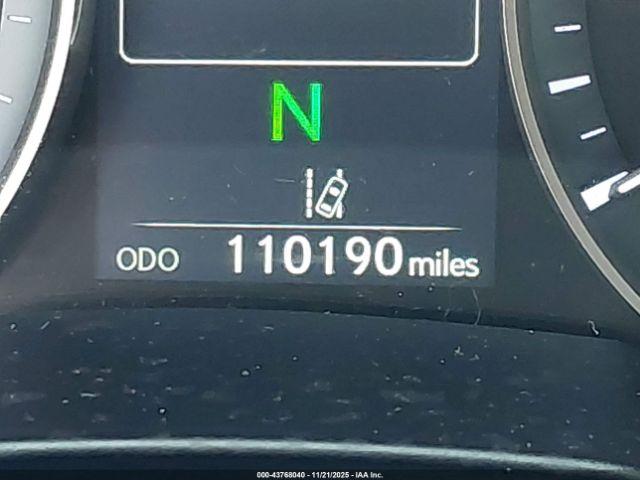 N
ODO 110190 miles
000-43768040 - 11/21/2025 - IAA Inc.